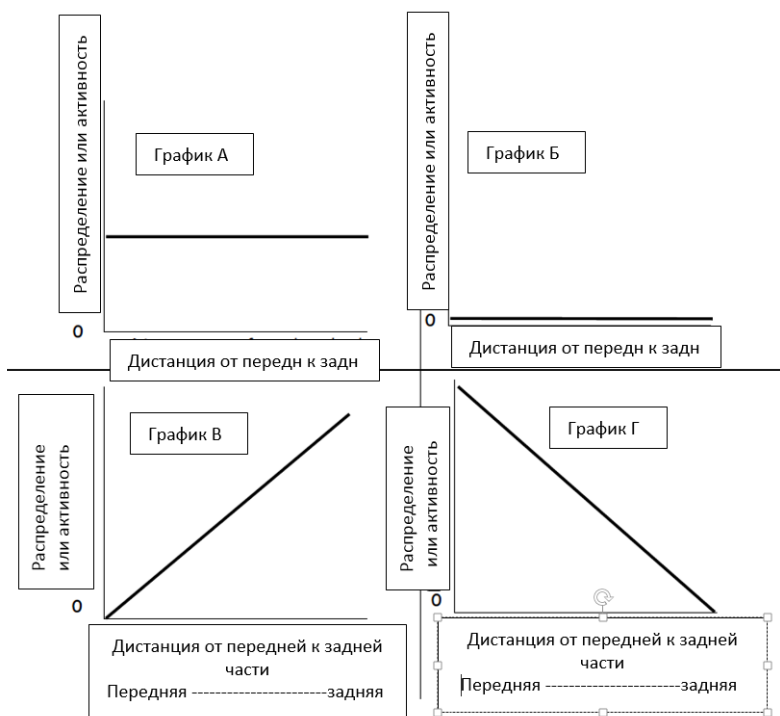 Распределение или активность
График А
0
Дистанция от передн к задн
Распределение или активность
График Б
0
Дистанция от передн к задн
Распределение
или активность
График В
0
Дистанция от передней к задней
части
Передняя -----------------------задняя
Распределение
или активность
График Г
0
Дистанция от передней к задней
части
Передняя -----------------------задняя